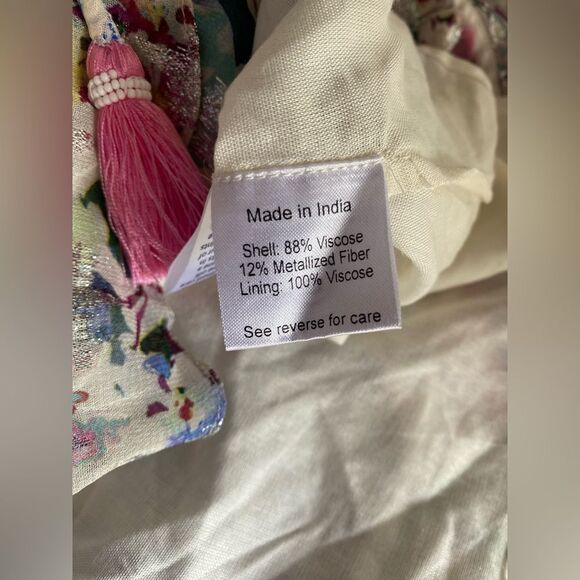 Made in India
Shell: 88% Viscose
12% Metallized Fiber
Lining: 100% Viscose
See reverse for care